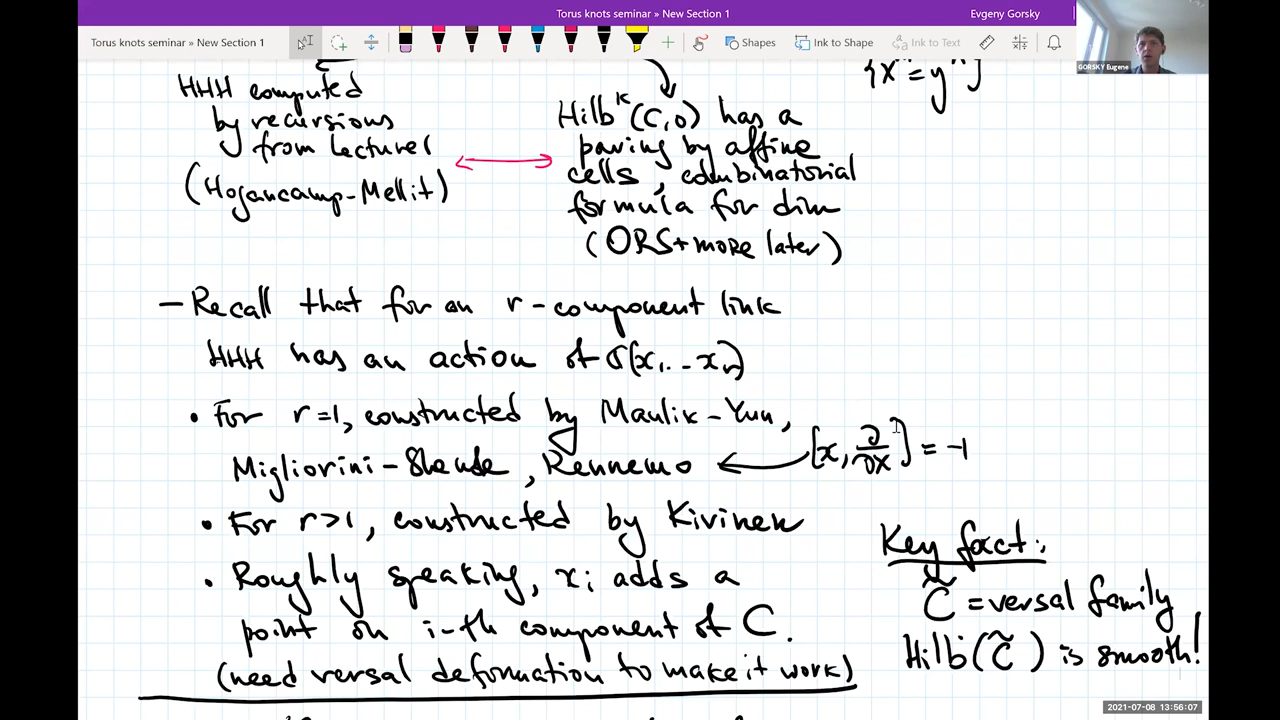 Torus knots seminar » New Section 1
Evgeny Gorsky
Torus knots seminar » New Section 1
Shapes
Ink to Shape
Ink to Text
GORSKY Eugene
HHH computed
by recursions
from Lecture 1
(Hogancamp-Mellit)
Hilbᵏ(C,0) has a
paving by affine
cells, combinatorial
formula for dim
(ORS + more later)
{xᵐ = yⁿ}
- Recall that for an r-component link
HHH has an action of ℂ[x₁...xᵣ]
• For r=1, constructed by Maulik-Yun,
Migliorini-Shende, Rennemo ← [x, ∂/∂x] = -1
• For r>1, constructed by Kivinen
• Roughly speaking, xᵢ adds a
point on i-th component of C.
(need versal deformation to make it work)
Key fact:
C̃ = versal family
Hilb(C̃) is smooth!
2021-07-08 13:56:07